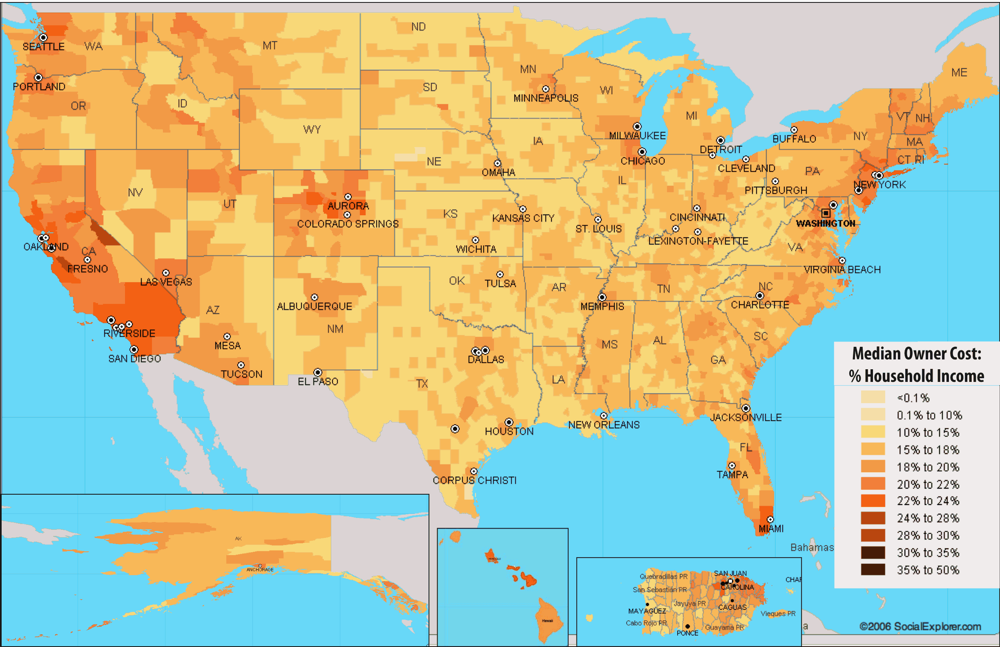 ND
MT
SEATTLE
WA
MN
ME
PORTLAND
SD
WI
MINNEAPOLIS
OR
ID
MI
VT
NH
WY
MILWAUKEE
BUFFALO
NY
IA
MA
DETROIT
NE
CHICAGO
CT
RI
OMAHA
CLEVELAND
PA
IL
NEW YORK
PITTSBURGH
NV
UT
AURORA
KS
KANSAS CITY
CINCINNATI
COLORADO SPRINGS
WASHINGTON
ST. LOUIS
LEXINGTON-FAYETTE
OAKLAND
CA
WICHITA
VA
FRESNO
VIRGINIA BEACH
LAS VEGAS
OK
TULSA
AR
TN
NC
ALBUQUERQUE
MEMPHIS
CHARLOTTE
AZ
NM
RIVERSIDE
MESA
MS
AL
SC
SAN DIEGO
DALLAS
GA
TUCSON
EL PASO
TX
LA
JACKSONVILLE
NEW ORLEANS
HOUSTON
FL
TAMPA
CORPUS CHRISTI
MIAMI
Bahamas
Median Owner Cost:
% Household Income
<0.1%
0.1% to 10%
10% to 15%
15% to 18%
18% to 20%
20% to 22%
22% to 24%
24% to 28%
28% to 30%
30% to 35%
35% to 50%
AK
ANCHORAGE
HONOLULU
Hawaii
SAN JUAN
Quebradillas PR
CHAR
CAROLINA
San Sebastián PR
Jayuya PR
CAGUAS
MAYAGÜEZ
Vieques PR
Cabo Rojo PR
Guayama PR
PONCE
a
©2006 SocialExplorer.com